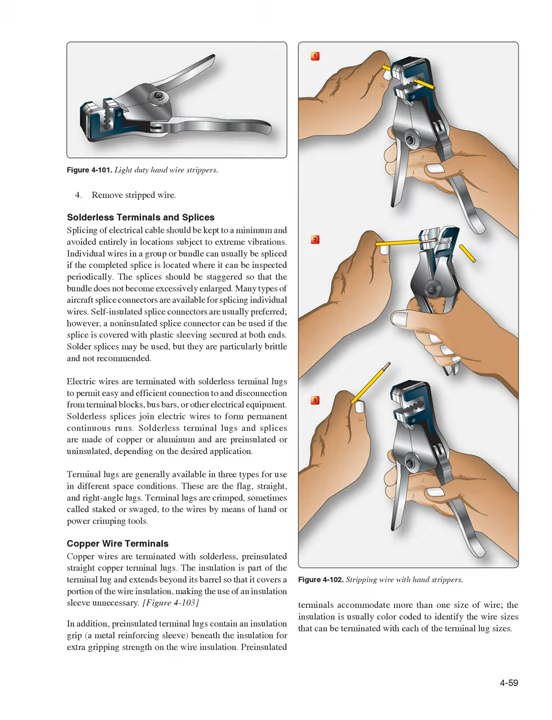 1
2
3
Figure 4-101. Light duty hand wire strippers.
4. Remove stripped wire.
Solderless Terminals and Splices
Splicing of electrical cable should be kept to a minimum and
avoided entirely in locations subject to extreme vibrations.
Individual wires in a group or bundle can usually be spliced
if the completed splice is located where it can be inspected
periodically. The splices should be staggered so that the
bundle does not become excessively enlarged. Many types of
aircraft splice connectors are available for splicing individual
wires. Self-insulated splice connectors are usually preferred;
however, a noninsulated splice connector can be used if the
splice is covered with plastic sleeving secured at both ends.
Solder splices may be used, but they are particularly brittle
and not recommended.
Electric wires are terminated with solderless terminal lugs
to permit easy and efficient connection to and disconnection
from terminal blocks, bus bars, or other electrical equipment.
Solderless splices join electric wires to form permanent
continuous runs. Solderless terminal lugs and splices
are made of copper or aluminum and are preinsulated or
uninsulated, depending on the desired application.
Terminal lugs are generally available in three types for use
in different space conditions. These are the flag, straight,
and right-angle lugs. Terminal lugs are crimped, sometimes
called staked or swaged, to the wires by means of hand or
power crimping tools.
Copper Wire Terminals
Copper wires are terminated with solderless, preinsulated
straight copper terminal lugs. The insulation is part of the
terminal lug and extends beyond its barrel so that it covers a
portion of the wire insulation, making the use of an insulation
sleeve unnecessary. [Figure 4-103]
In addition, preinsulated terminal lugs contain an insulation
grip (a metal reinforcing sleeve) beneath the insulation for
extra gripping strength on the wire insulation. Preinsulated
Figure 4-102. Stripping wire with hand strippers.
terminals accommodate more than one size of wire; the
insulation is usually color coded to identify the wire sizes
that can be terminated with each of the terminal lug sizes.
4-59